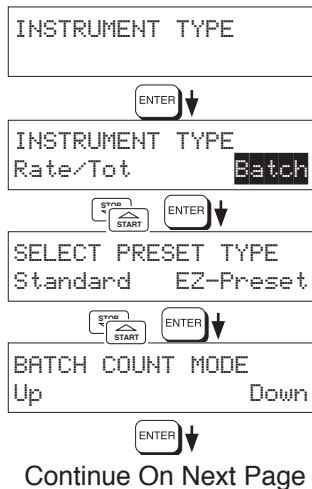 INSTRUMENT TYPE
ENTER
INSTRUMENT TYPE
Rate/Tot Batch
STOP
START
ENTER
SELECT PRESET TYPE
Standard EZ-Preset
STOP
START
ENTER
BATCH COUNT MODE
Up Down
ENTER
Continue On Next Page